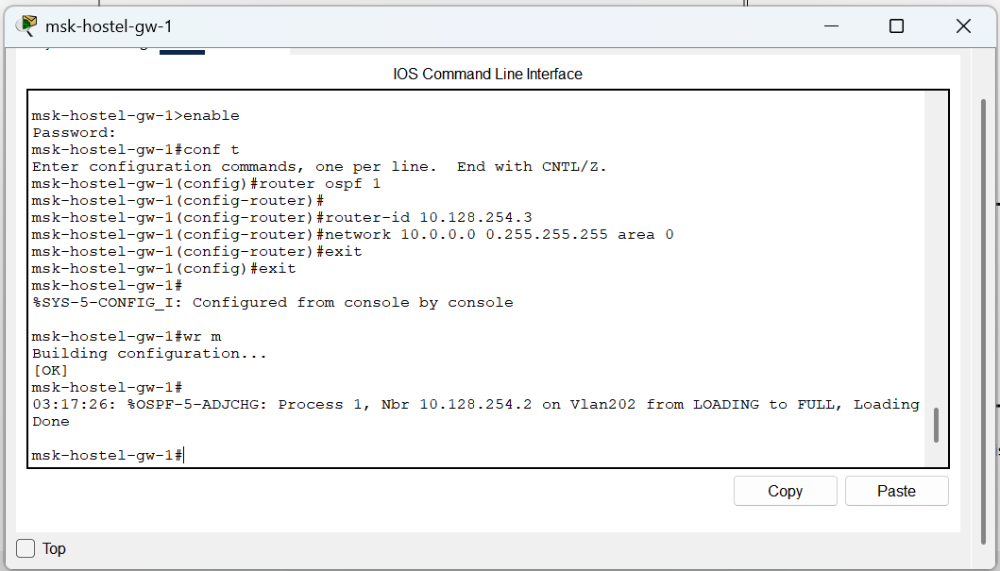 msk-hostel-gw-1
IOS Command Line Interface
msk-hostel-gw-1>enable
Password:
msk-hostel-gw-1#conf t
Enter configuration commands, one per line.  End with CNTL/Z.
msk-hostel-gw-1(config)#router ospf 1
msk-hostel-gw-1(config-router)#
msk-hostel-gw-1(config-router)#router-id 10.128.254.3
msk-hostel-gw-1(config-router)#network 10.0.0.0 0.255.255.255 area 0
msk-hostel-gw-1(config-router)#exit
msk-hostel-gw-1(config)#exit
msk-hostel-gw-1#
%SYS-5-CONFIG_I: Configured from console by console
msk-hostel-gw-1#wr m
Building configuration...
[OK]
msk-hostel-gw-1#
03:17:26: %OSPF-5-ADJCHG: Process 1, Nbr 10.128.254.2 on Vlan202 from LOADING to FULL, Loading
Done
msk-hostel-gw-1#
Copy
Paste
Top